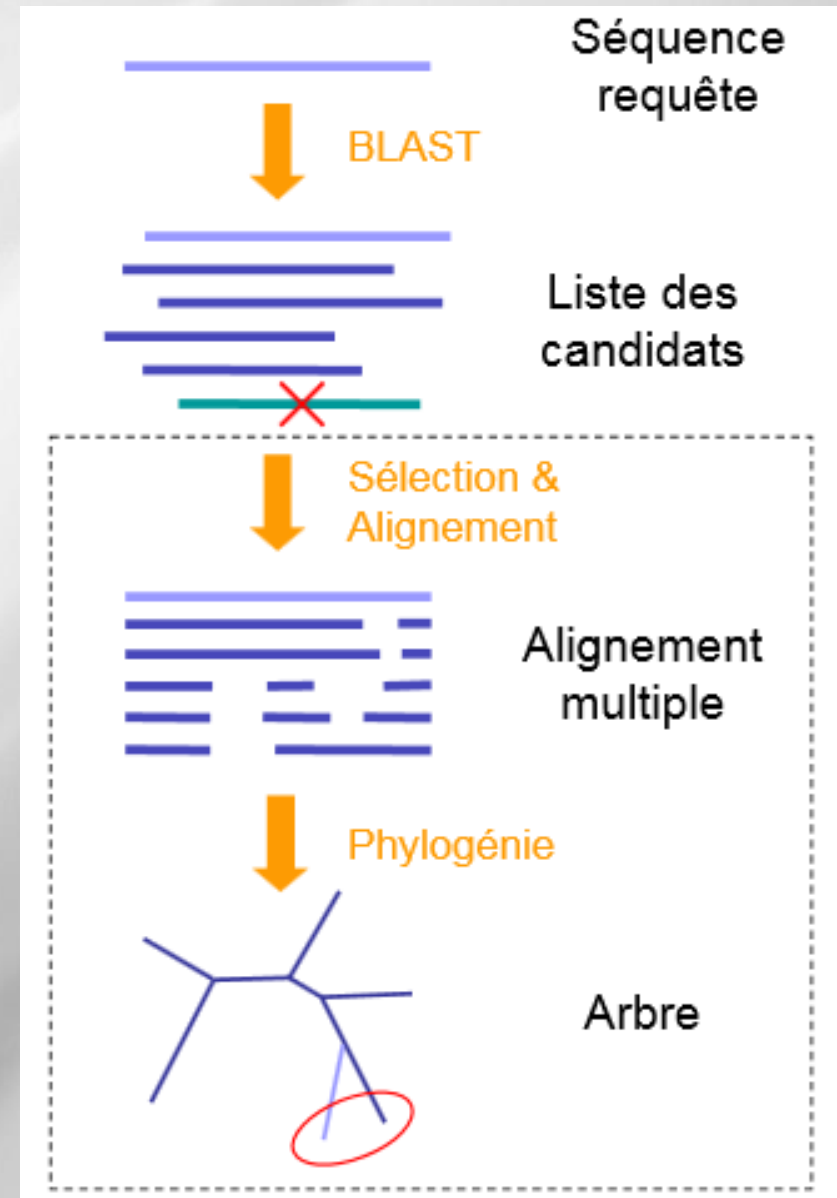 Séquence
requête
BLAST
Liste des
candidats
Sélection &
Alignement
Alignement
multiple
Phylogénie
Arbre